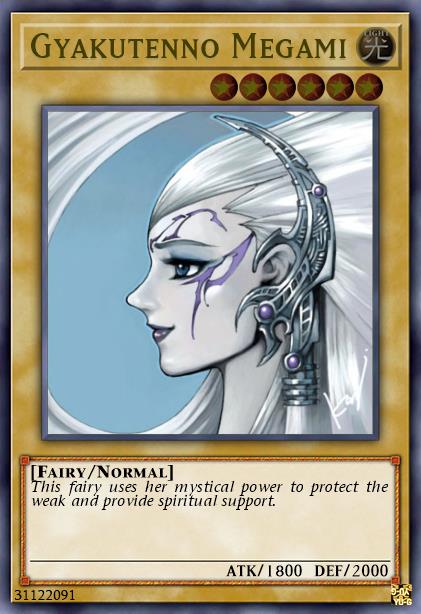 Gyakutenno Megami
LIGHT
光
[Fairy/Normal]
This fairy uses her mystical power to protect the
weak and provide spiritual support.
ATK/1800 DEF/2000
31122091